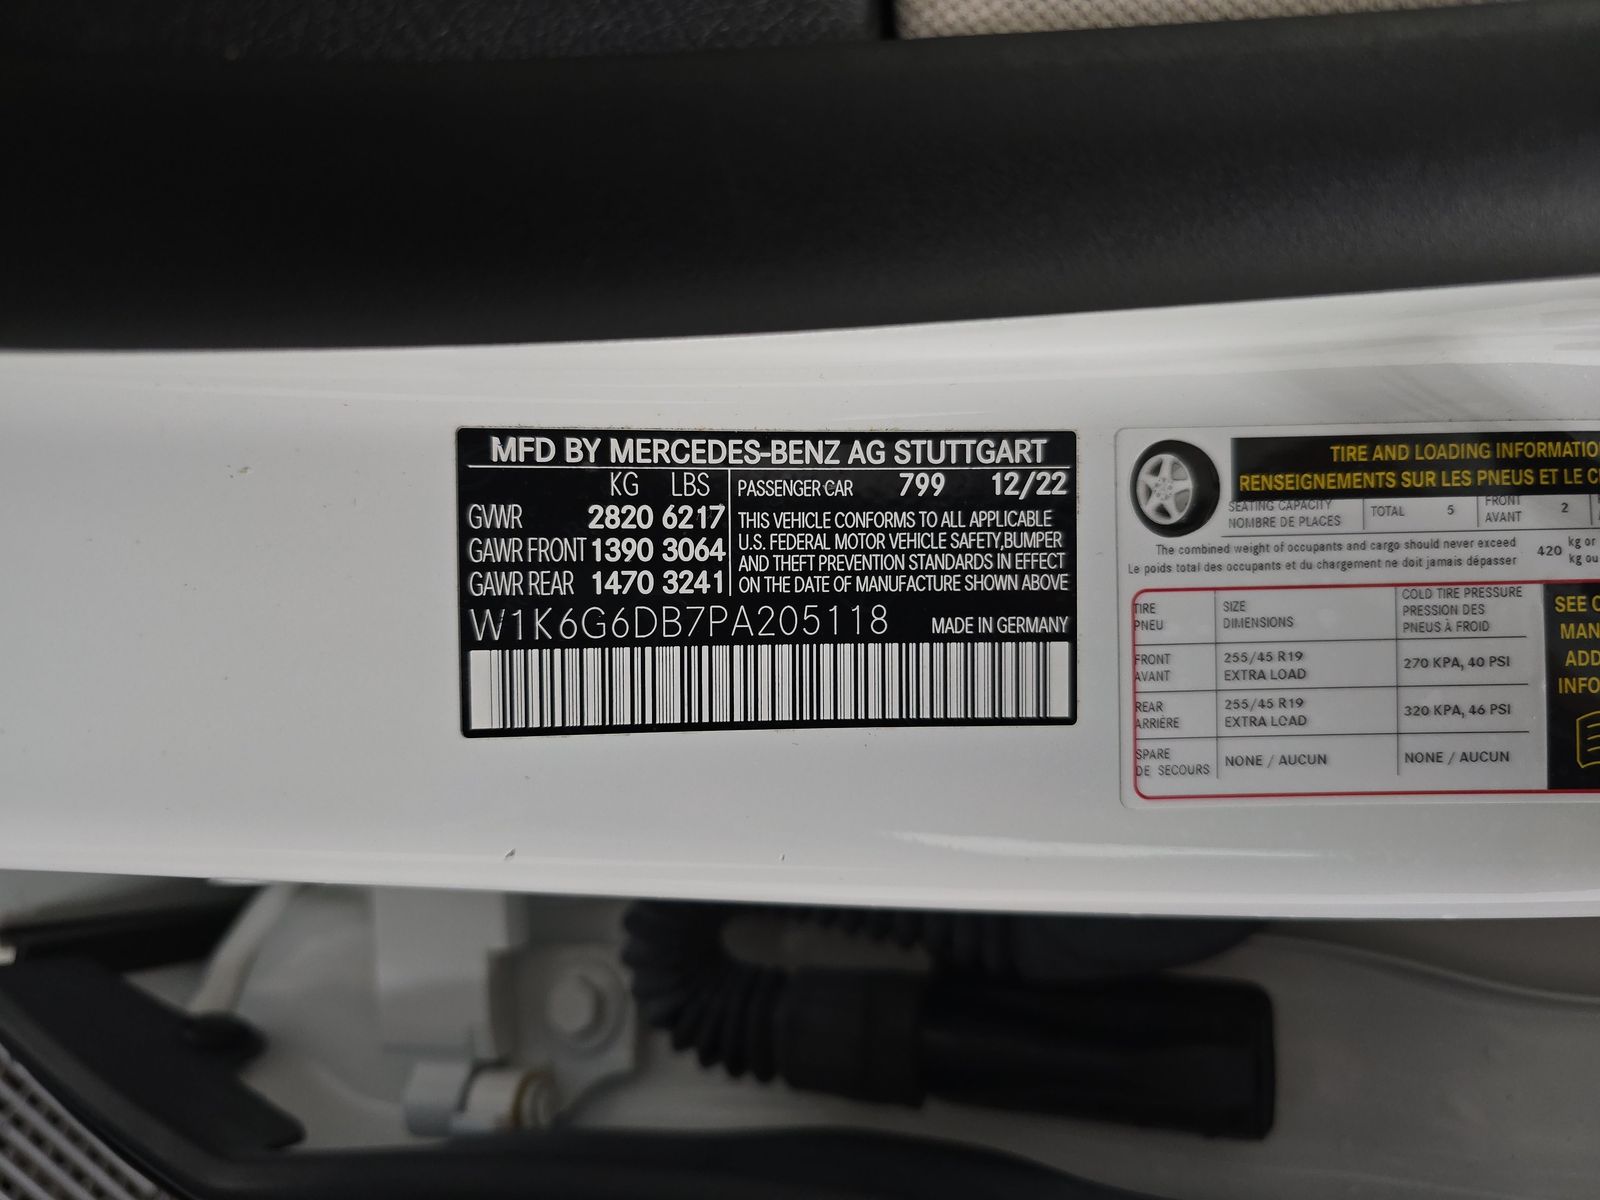 MFD BY MERCEDES-BENZ AG STUTTGART
KG LBS
GVWR 2820 6217
GAWR FRONT 1390 3064
GAWR REAR 1470 3241
PASSENGER CAR 799 12/22
THIS VEHICLE CONFORMS TO ALL APPLICABLE
U.S. FEDERAL MOTOR VEHICLE SAFETY,BUMPER
AND THEFT PREVENTION STANDARDS IN EFFECT
ON THE DATE OF MANUFACTURE SHOWN ABOVE
W1K6G6DB7PA205118 MADE IN GERMANY
TIRE AND LOADING INFORMATIO
RENSEIGNEMENTS SUR LES PNEUS ET LE C
SEATING CAPACITY
NOMBRE DE PLACES
TOTAL 5
FRONT
AVANT
2
The combined weight of occupants and cargo should never exceed
Le poids total des occupants et du chargement ne doit jamais dépasser
420
kg or
kg ou
TIRE
PNEU
SIZE
DIMENSIONS
COLD TIRE PRESSURE
PRESSION DES
PNEUS À FROID
FRONT
AVANT
255/45 R19
EXTRA LOAD
270 KPA, 40 PSI
REAR
ARRIÈRE
255/45 R19
EXTRA LOAD
320 KPA, 46 PSI
SPARE
DE SECOURS
NONE / AUCUN
NONE / AUCUN
SEE
MAN
ADD
INFO